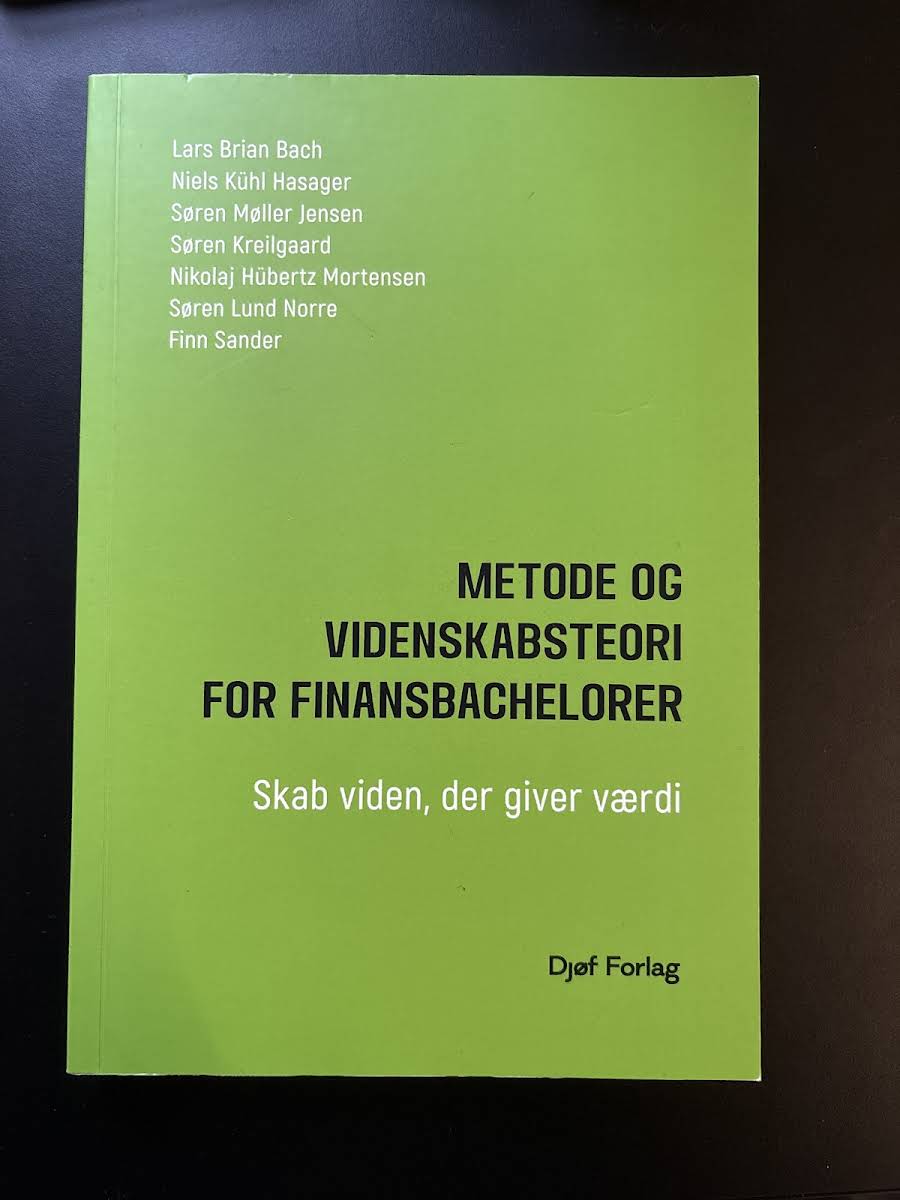 Lars Brian Bach
Niels Kühl Hasager
Søren Møller Jensen
Søren Kreilgaard
Nikolaj Hübertz Mortensen
Søren Lund Norre
Finn Sander
METODE OG
VIDENSKABSTEORI
FOR FINANSBACHELORER
Skab viden, der giver værdi
Djøf Forlag